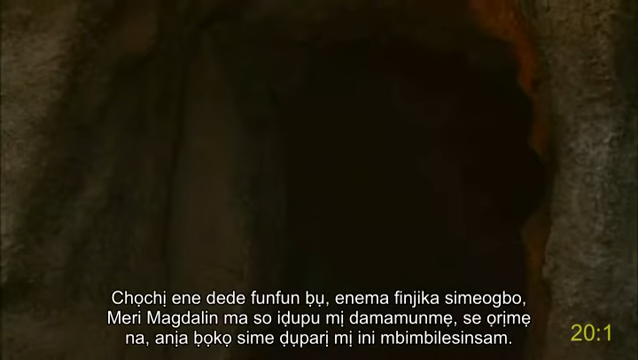 Chọchị ene dede funfun bụ, enema finjika simeogbo,
Meri Magdalin ma so iḍupu mị damamunmẹ, se ọrịmẹ
na, anịa bọkọ sime ḍuparị mị ini mbimbilesinsam.
20:1